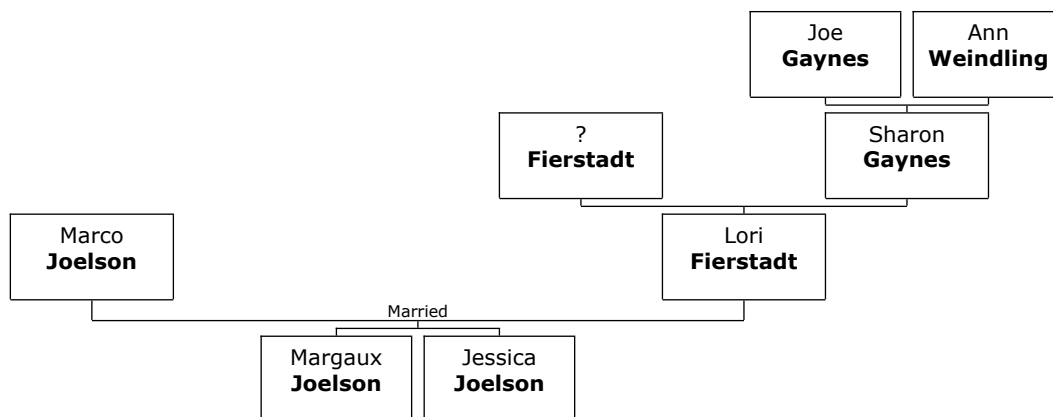 Joe
Gaynes
Ann
Weindling
?
Fierstadt
Sharon
Gaynes
Marco
Joelson
Lori
Fierstadt
Married
Margaux
Joelson
Jessica
Joelson